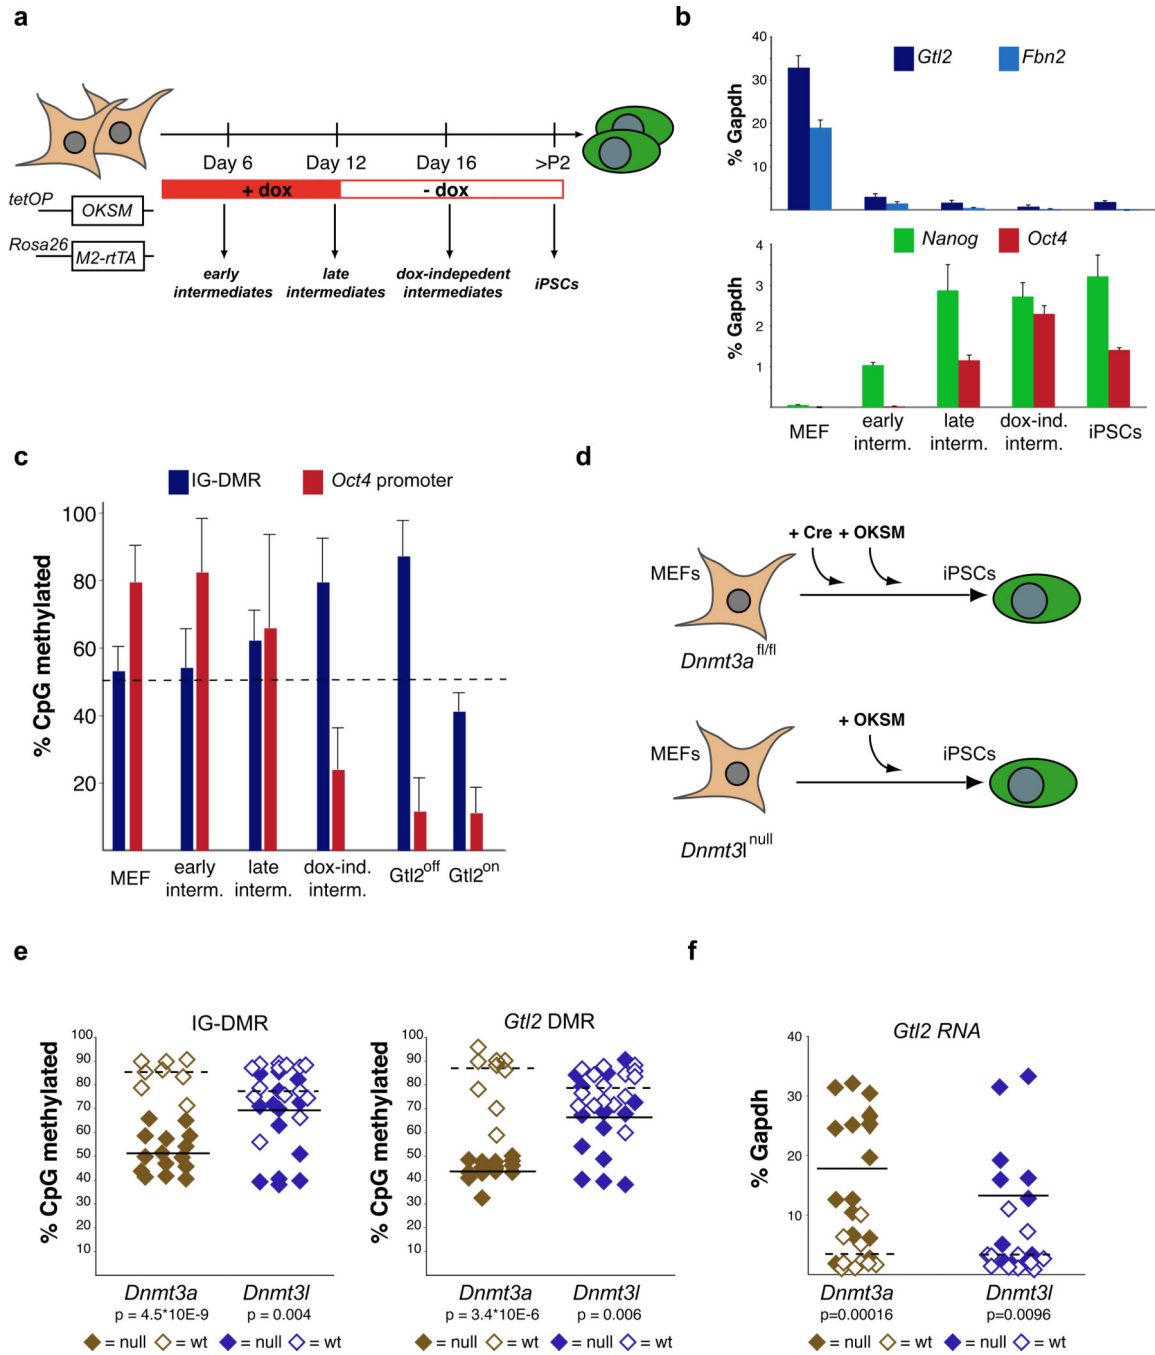 a
Day 6
Day 12
Day 16
>P2
+ dox
- dox
tetOP
OKSM
Rosa26
M2-rtTA
early
intermediates
late
intermediates
dox-indepedent
intermediates
iPSCs
b
Gtl2
Fbn2
% Gapdh
40
30
20
10
Nanog
Oct4
% Gapdh
4
3
2
1
MEF
early
interm.
late
interm.
dox-ind.
interm.
iPSCs
c
IG-DMR
Oct4 promoter
% CpG methylated
100
80
60
40
20
MEF
early
interm.
late
interm.
dox-ind.
interm.
Gtl2off
Gtl2on
d
+ Cre + OKSM
MEFs
iPSCs
Dnmt3a fl/fl
+ OKSM
MEFs
iPSCs
Dnmt3l null
e
IG-DMR
% CpG methylated
100
90
80
70
60
50
40
30
20
10
Dnmt3a
Dnmt3l
p = 4.5*10E-9
p = 0.004
= null
= wt
= null
= wt
Gtl2 DMR
% CpG methylated
100
90
80
70
60
50
40
30
20
10
Dnmt3a
Dnmt3l
p = 3.4*10E-6
p = 0.006
= null
= wt
= null
= wt
f
Gtl2 RNA
% Gapdh
40
30
20
10
Dnmt3a
Dnmt3l
p=0.00016
p=0.0096
= null
= wt
= null
= wt